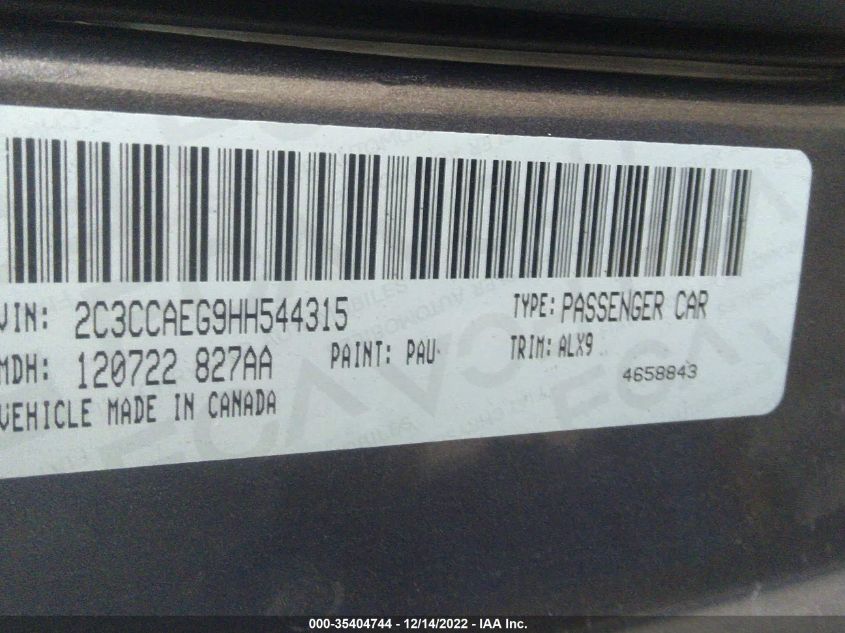 VIN: 2C3CCAEG9HH544315 TYPE: PASSENGER CAR
MDH: 120722 827AA PAINT: PAU TRIM: ALX9
4658843
VEHICLE MADE IN CANADA
000-35404744 - 12/14/2022 - IAA Inc.